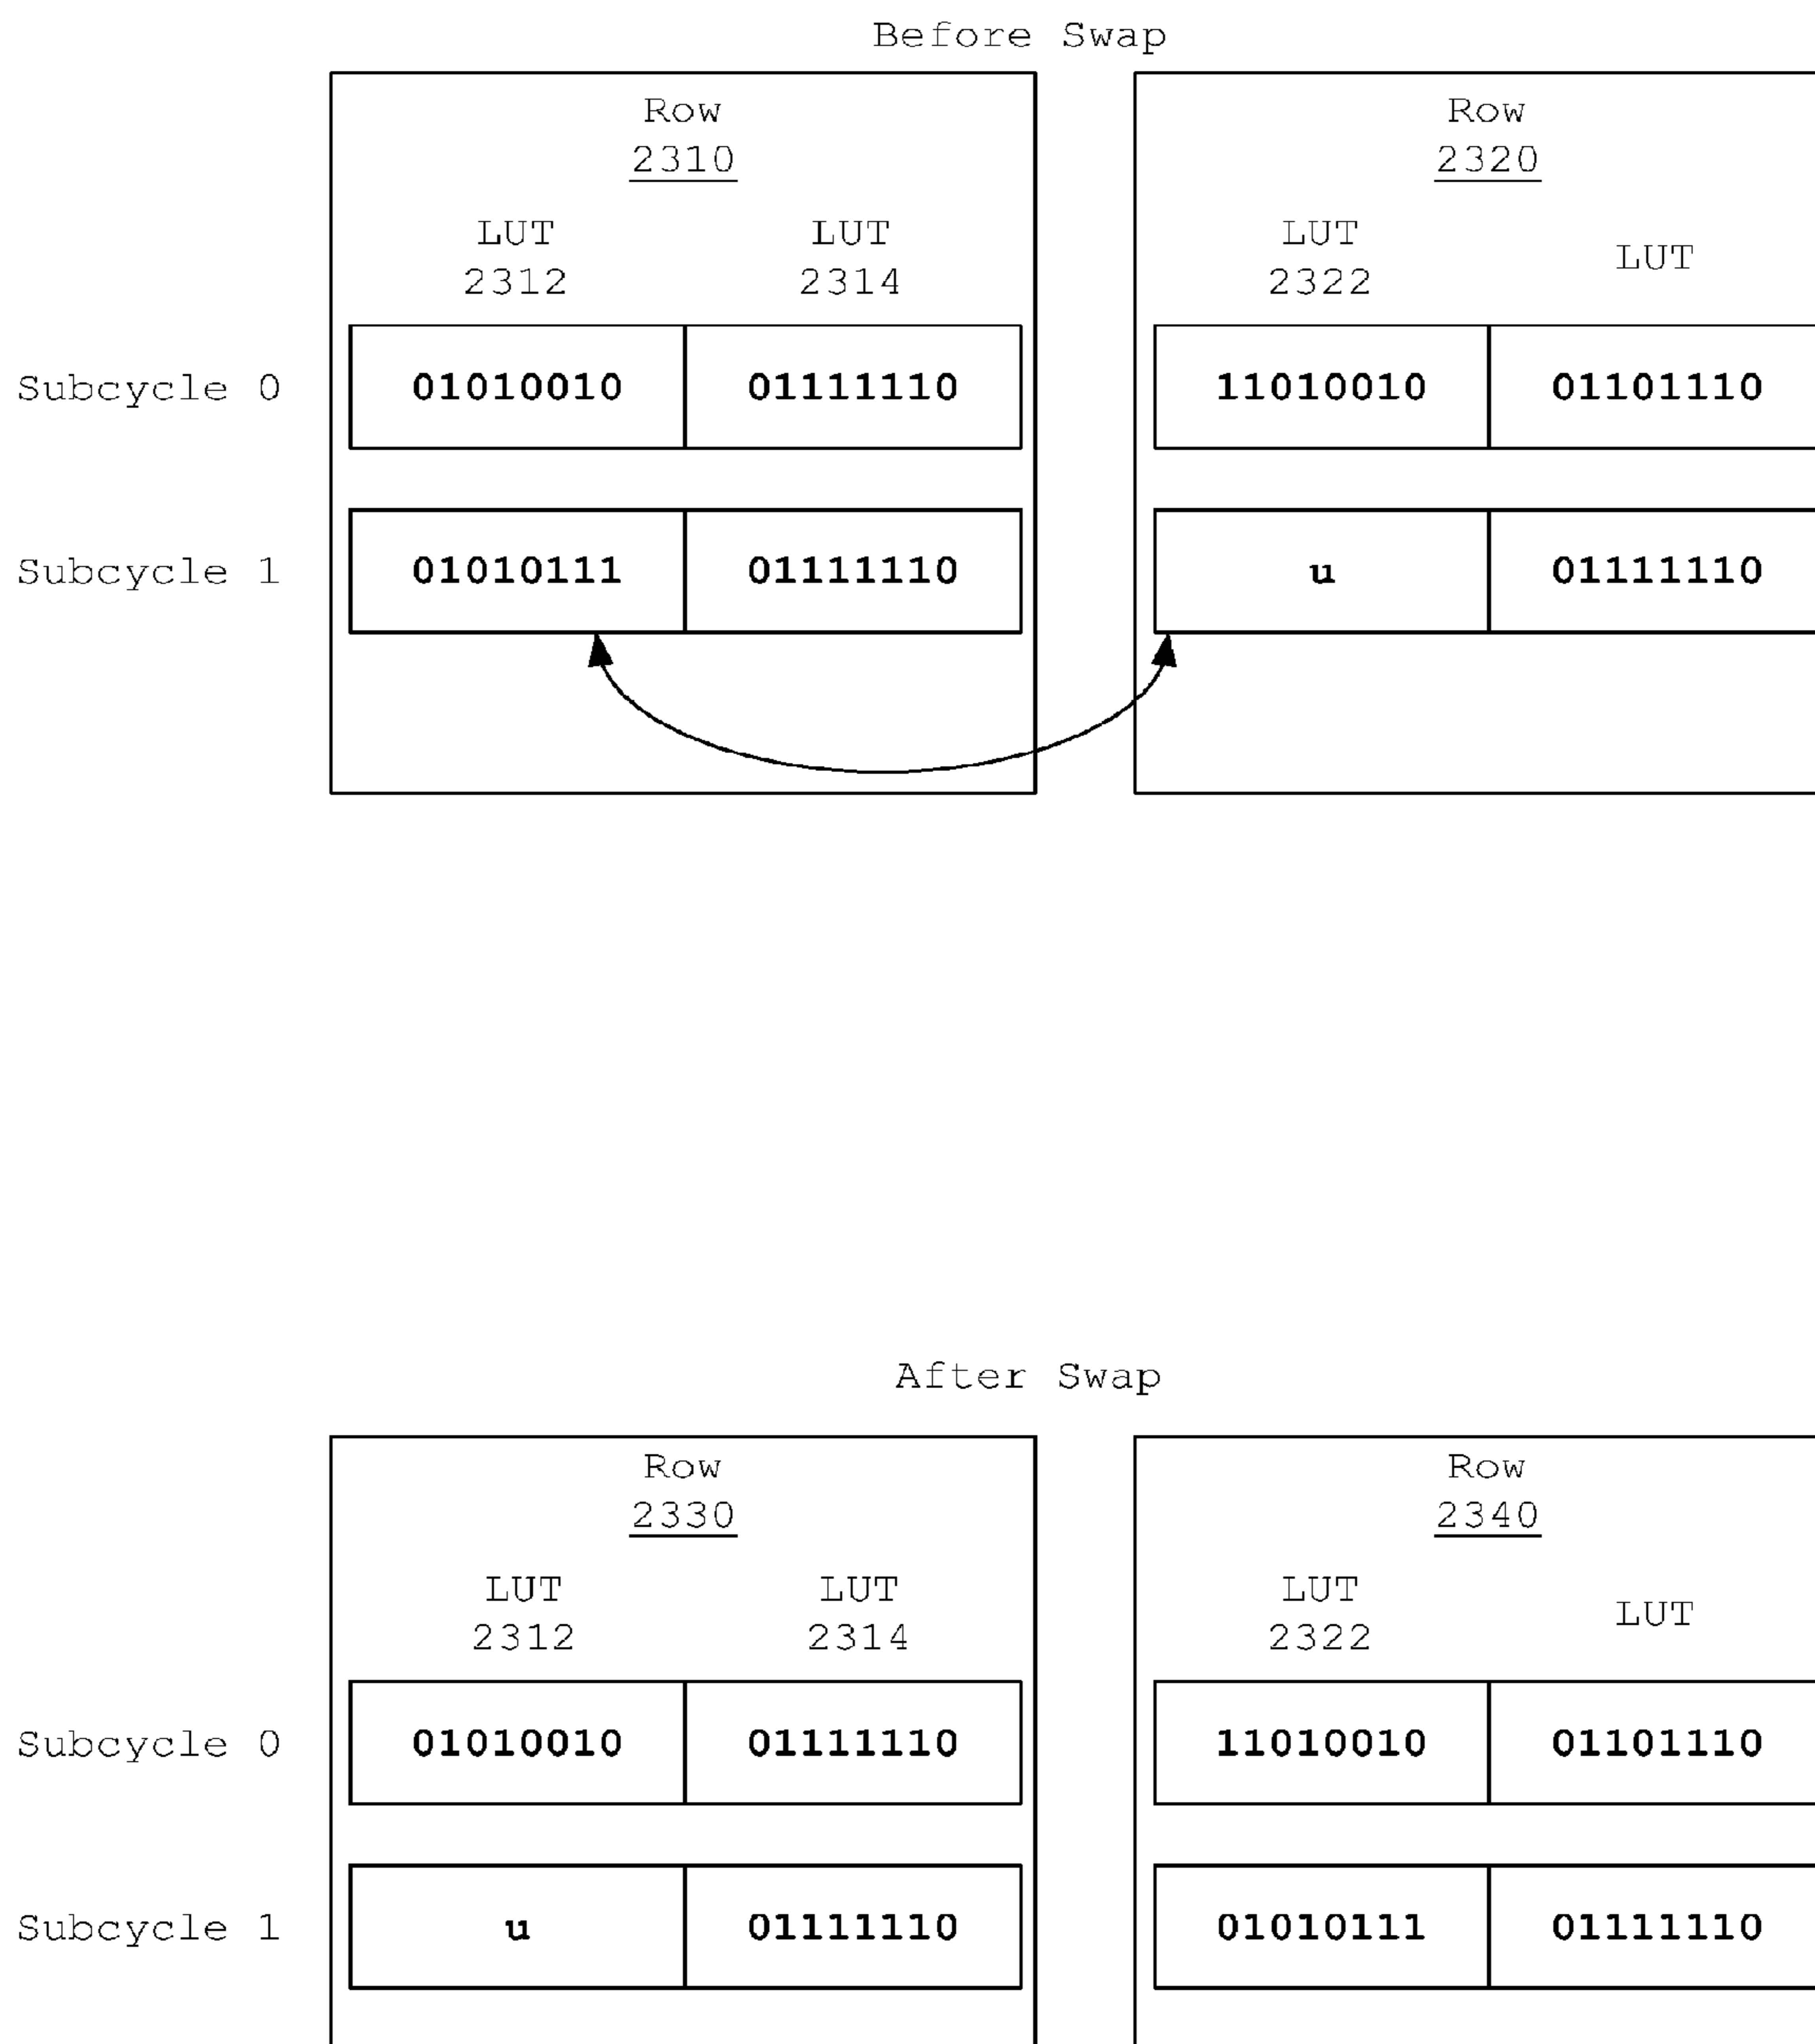 Before Swap
Row Row
2310 2320
LUT LUT LUT LUT
2312 2314 2322
Subcycle 0 01010010 01111110 11010010 01101110
Subcycle 1 01010111 01111110 u 01111110
After Swap
Row Row
2330 2340
LUT LUT LUT LUT
2312 2314 2322
Subcycle 0 01010010 01111110 11010010 01101110
Subcycle 1 u 01111110 01010111 01111110